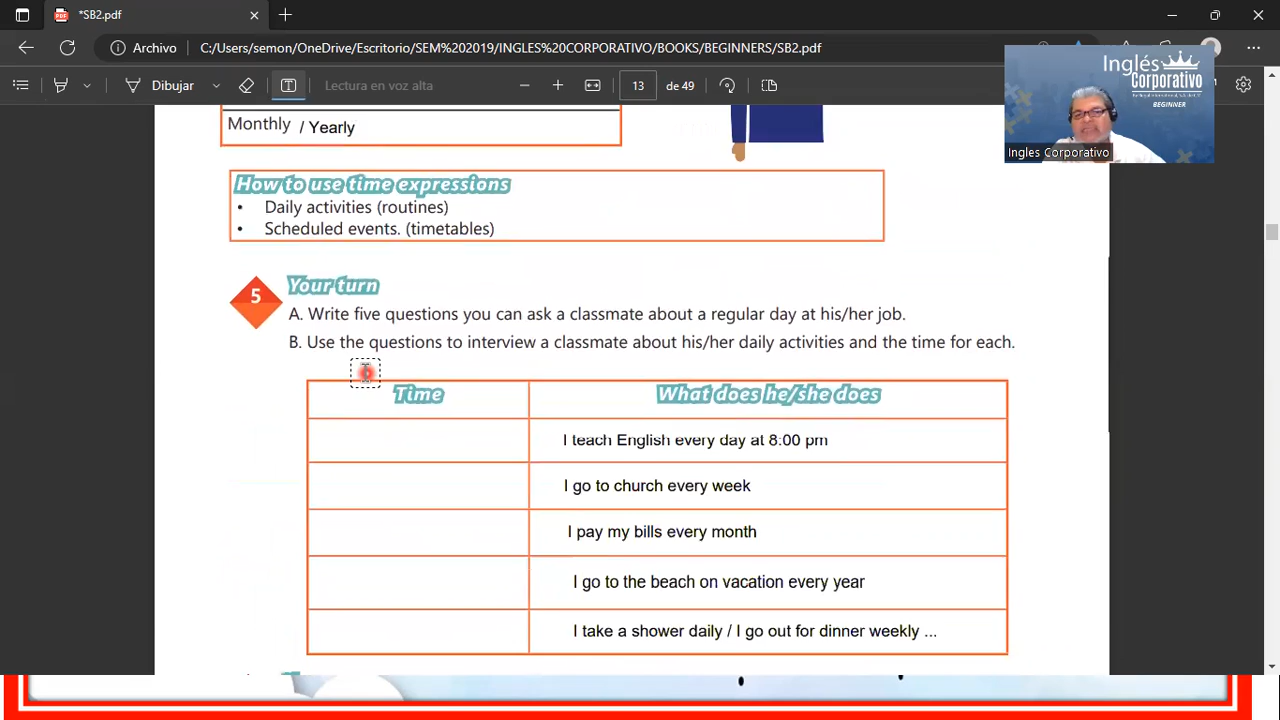 *SB2.pdf
Archivo
C:/Users/semon/OneDrive/Escritorio/SEM%202019/INGLES%20CORPORATIVO/BOOKS/BEGINNERS/SB2.pdf
Dibujar
Lectura en voz alta
13
de 49
Inglés
Corporativo
BEGINNER
Ingles Corporativo
Monthly / Yearly
How to use time expressions
• Daily activities (routines)
• Scheduled events. (timetables)
5
Your turn
A. Write five questions you can ask a classmate about a regular day at his/her job.
B. Use the questions to interview a classmate about his/her daily activities and the time for each.
Time What does he/she does
I teach English every day at 8:00 pm
I go to church every week
I pay my bills every month
I go to the beach on vacation every year
I take a shower daily / I go out for dinner weekly ...